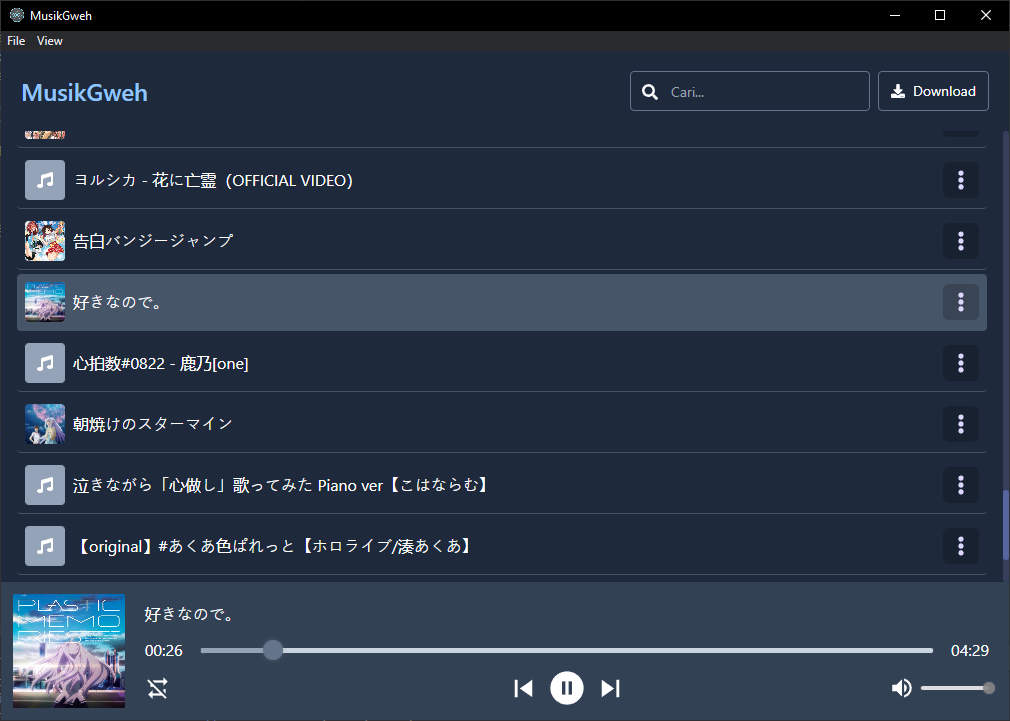 MusikGweh
File View
MusikGweh
Cari...
Download
ヨルシカ - 花に亡霊（OFFICIAL VIDEO）
告白バンジージャンプ
好きなので。
心拍数#0822 - 鹿乃[one]
朝焼けのスターマイン
泣きながら「心做し」歌ってみた Piano ver【こはならむ】
【original】#あくあ色ぱれっと【ホロライブ/湊あくあ】
PLASTIC
MEMO
RIES
好きなので。
00:26
04:29